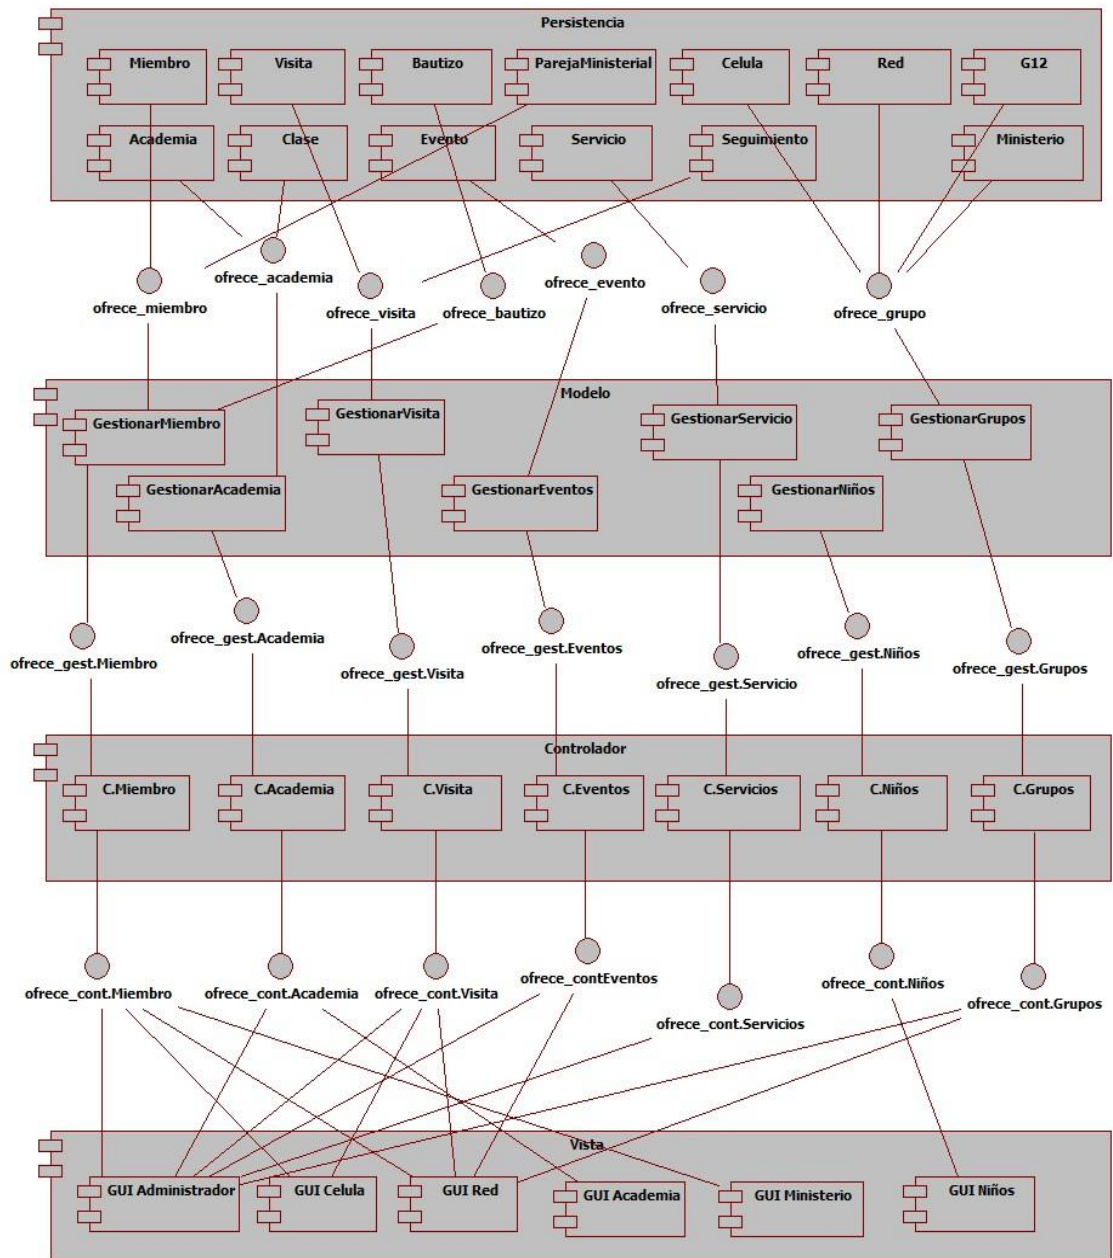 Persistencia
Miembro
Visita
Bautizo
ParejaMinisterial
Celula
Red
G12
Academia
Clase
Evento
Servicio
Seguimiento
Ministerio
ofrece_miembro
ofrece_academia
ofrece_visita
ofrece_bautizo
ofrece_evento
ofrece_servicio
ofrece_grupo
Modelo
GestionarMiembro
GestionarVisita
GestionarServicio
GestionarGrupos
GestionarAcademia
GestionarEventos
GestionarNiños
ofrece_gest.Miembro
ofrece_gest.Academia
ofrece_gest.Visita
ofrece_gest.Eventos
ofrece_gest.Servicio
ofrece_gest.Niños
ofrece_gest.Grupos
Controlador
C.Miembro
C.Academia
C.Visita
C.Eventos
C.Servicios
C.Niños
C.Grupos
ofrece_cont.Miembro
ofrece_cont.Academia
ofrece_cont.Visita
ofrece_contEventos
ofrece_cont.Servicios
ofrece_cont.Niños
ofrece_cont.Grupos
Vista
GUI Administrador
GUI Celula
GUI Red
GUI Academia
GUI Ministerio
GUI Niños